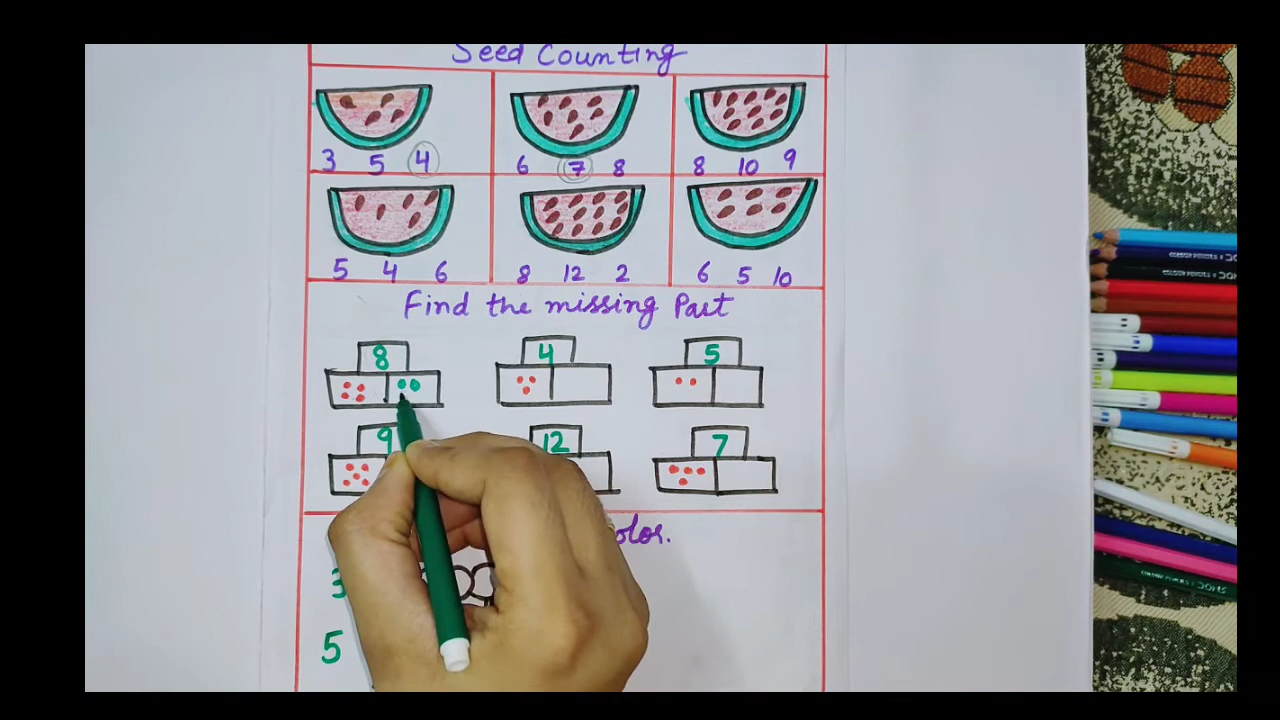 Seed Counting
3 5 4
6 7 8
8 10 9
5 4 6
8 12 2
6 5 10
Find the missing Part
8
4
5
9
12
7
olor.
3
5